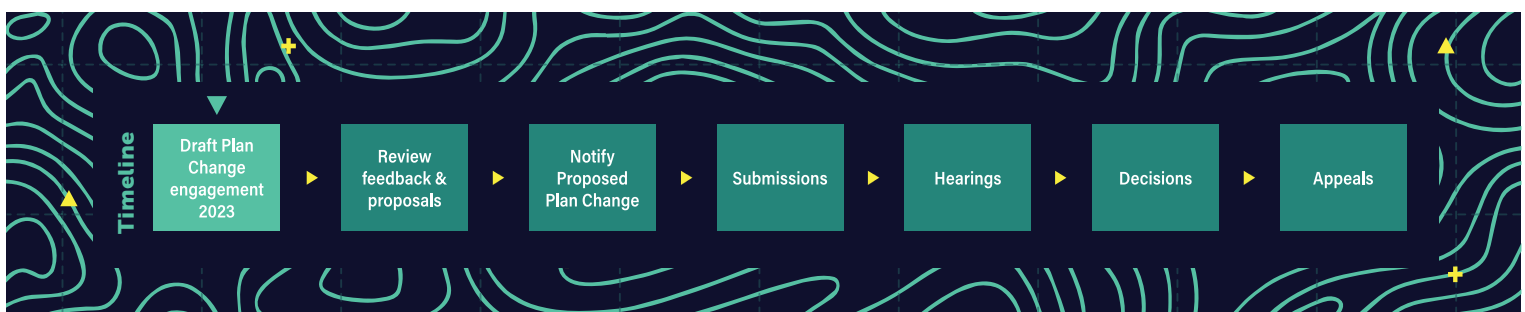 Timeline
Draft Plan
Change
engagement
2023
Review
feedback &
proposals
Notify
Proposed
Plan Change
Submissions
Hearings
Decisions
Appeals